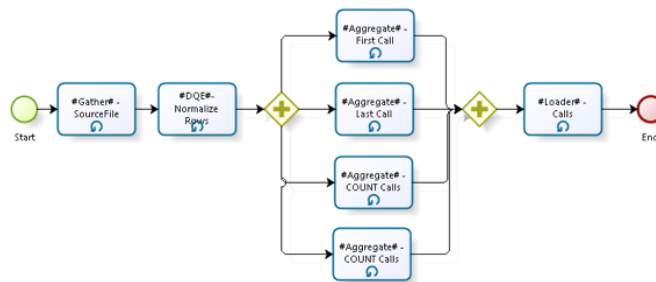 Start
#Gather# -
SourceFile
#DQE#-
Normalize
Rows
#Aggregate# -
First Call
#Aggregate# -
Last Call
#Aggregate# -
COUNT Calls
#Aggregate# -
COUNT Calls
#Loader# -
Calls
End